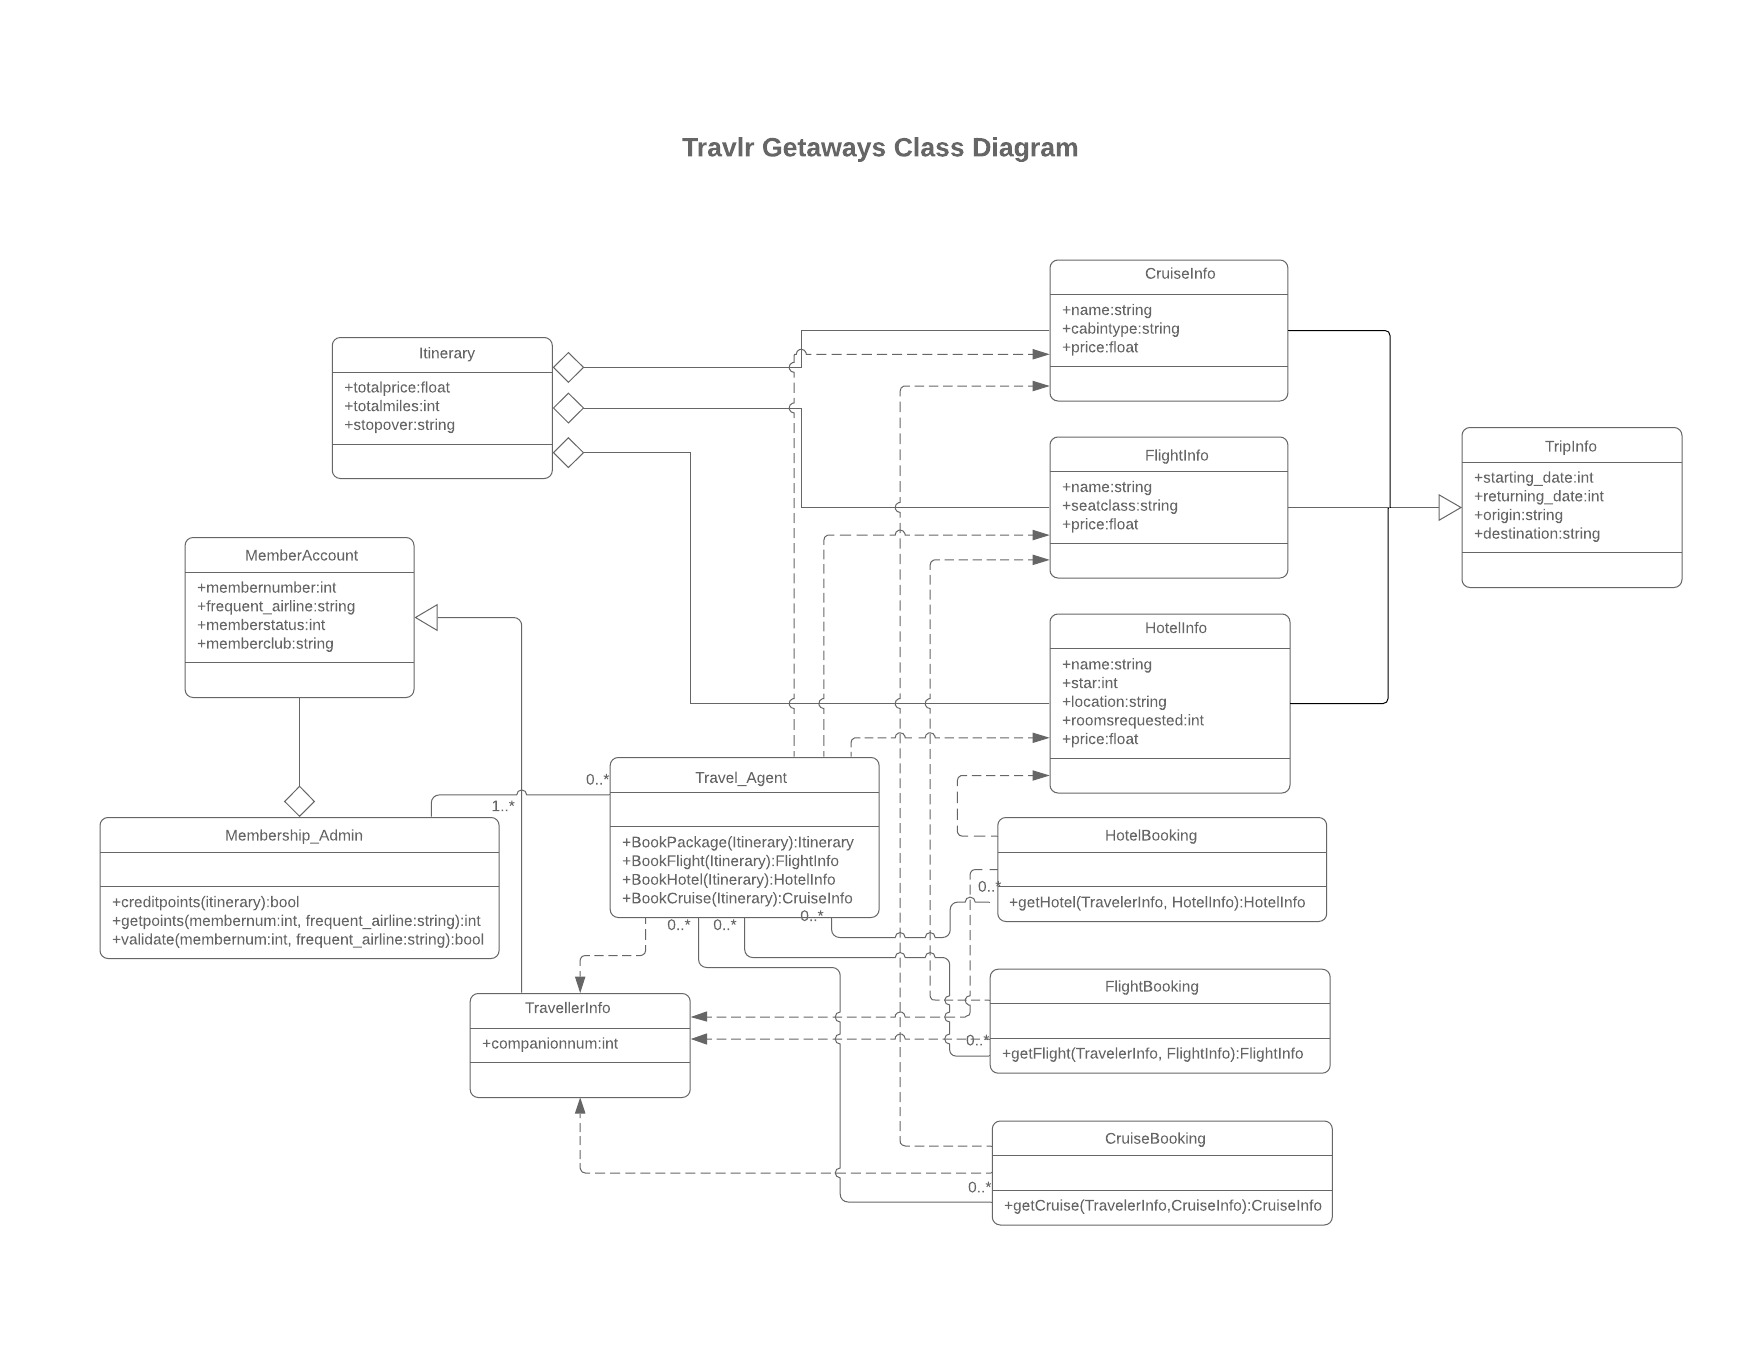 Travlr Getaways Class Diagram
CruiseInfo
+name:string
+cabintype:string
+price:float
Itinerary
+totalprice:float
+totalmiles:int
+stopover:string
FlightInfo
+name:string
+seatclass:string
+price:float
TripInfo
+starting_date:int
+returning_date:int
+origin:string
+destination:string
MemberAccount
+membernumber:int
+frequent_airline:string
+memberstatus:int
+memberclub:string
HotelInfo
+name:string
+star:int
+location:string
+roomsrequested:int
+price:float
0..*
1..*
Travel_Agent
+BookPackage(Itinerary):Itinerary
+BookFlight(Itinerary):FlightInfo
+BookHotel(Itinerary):HotelInfo
+BookCruise(Itinerary):CruiseInfo
0..*
0..*
0..*
Membership_Admin
+creditpoints(itinerary):bool
+getpoints(membernum:int, frequent_airline:string):int
+validate(membernum:int, frequent_airline:string):bool
HotelBooking
0..*
+getHotel(TravelerInfo, HotelInfo):HotelInfo
TravellerInfo
+companionnum:int
FlightBooking
0..*
+getFlight(TravelerInfo, FlightInfo):FlightInfo
CruiseBooking
0..*
+getCruise(TravelerInfo,CruiseInfo):CruiseInfo